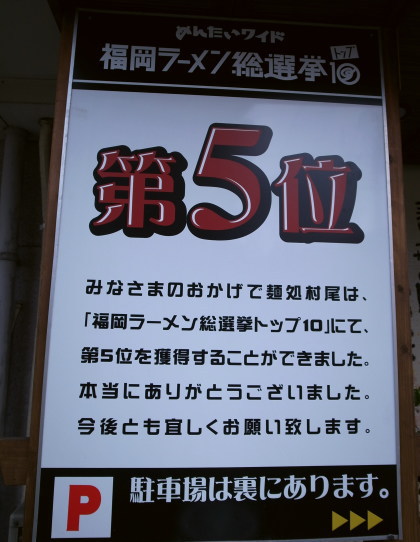 めんたいワイド
福岡ラーメン総選挙トップ10
第5位
みなさまのおかげで麺処村尾は、
「福岡ラーメン総選挙トップ10」にて、
第5位を獲得することができました。
本当にありがとうございました。
今後とも宜しくお願い致します。
P 駐車場は裏にあります。